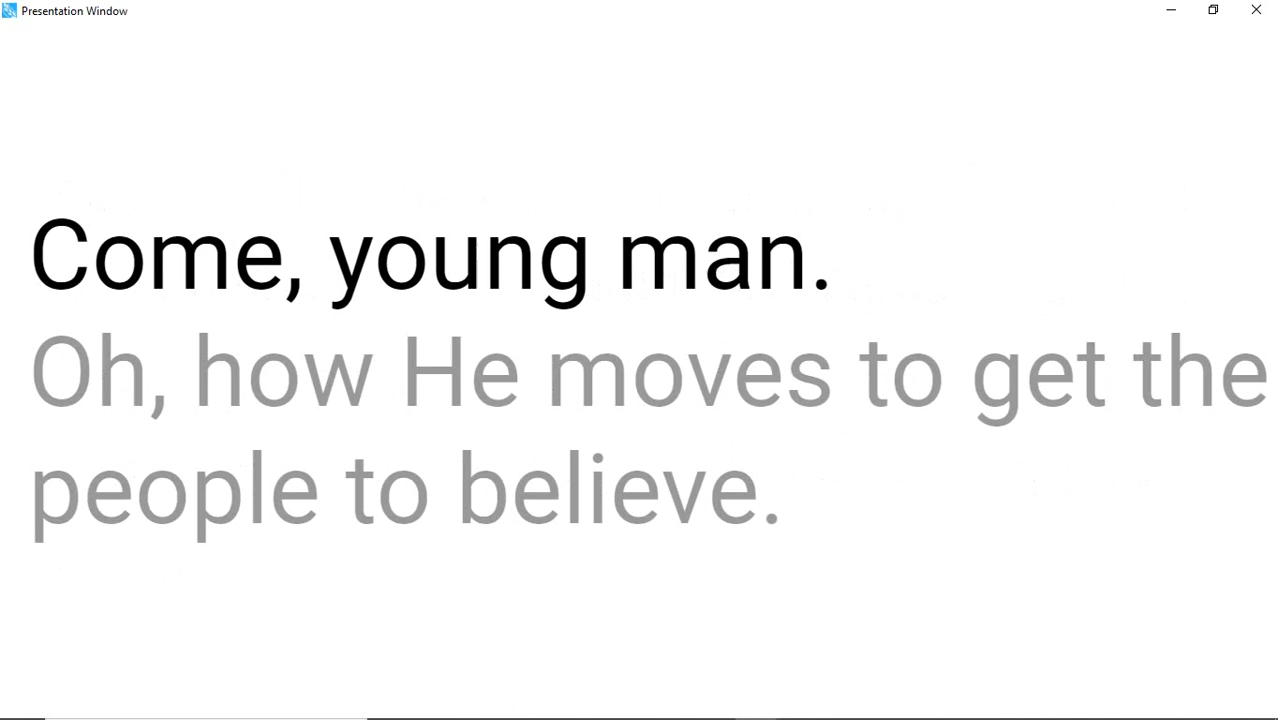 Presentation Window
Come, young man.
Oh, how He moves to get the
people to believe.